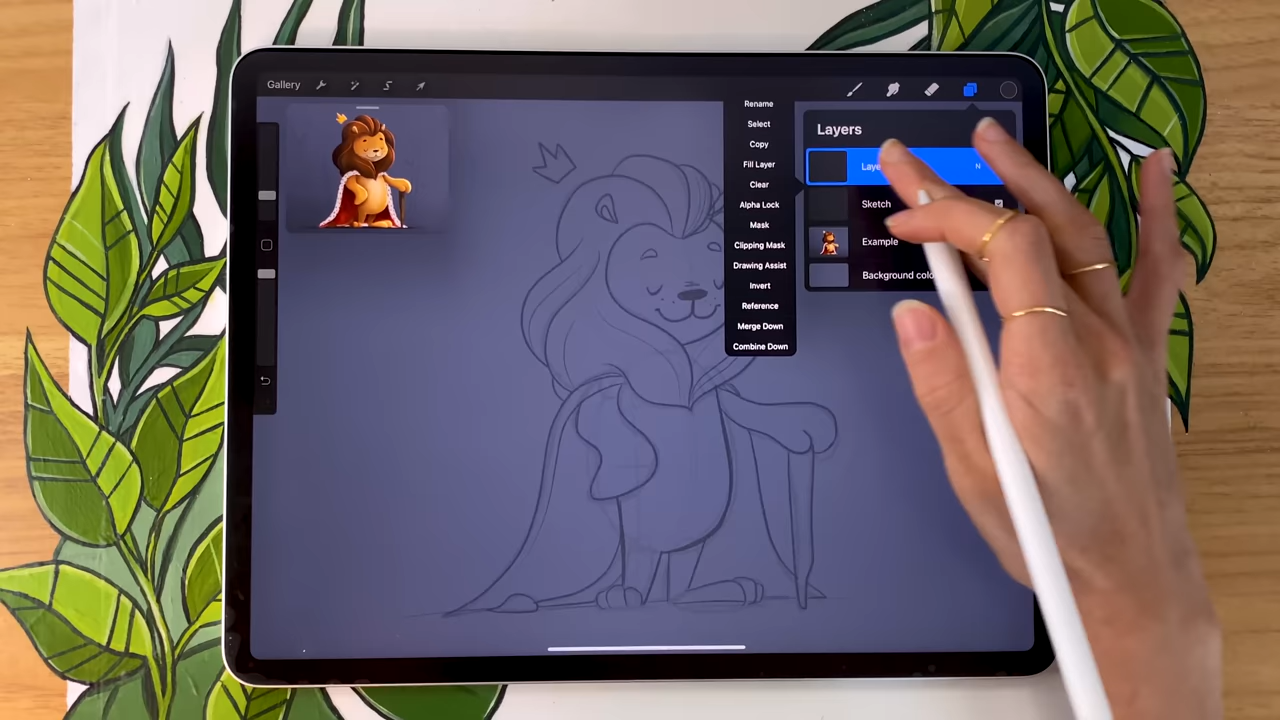 Gallery
Rename
Select
Copy
Fill Layer
Clear
Alpha Lock
Mask
Clipping Mask
Drawing Assist
Invert
Reference
Merge Down
Combine Down
Layers
N
Sketch
Example
Background